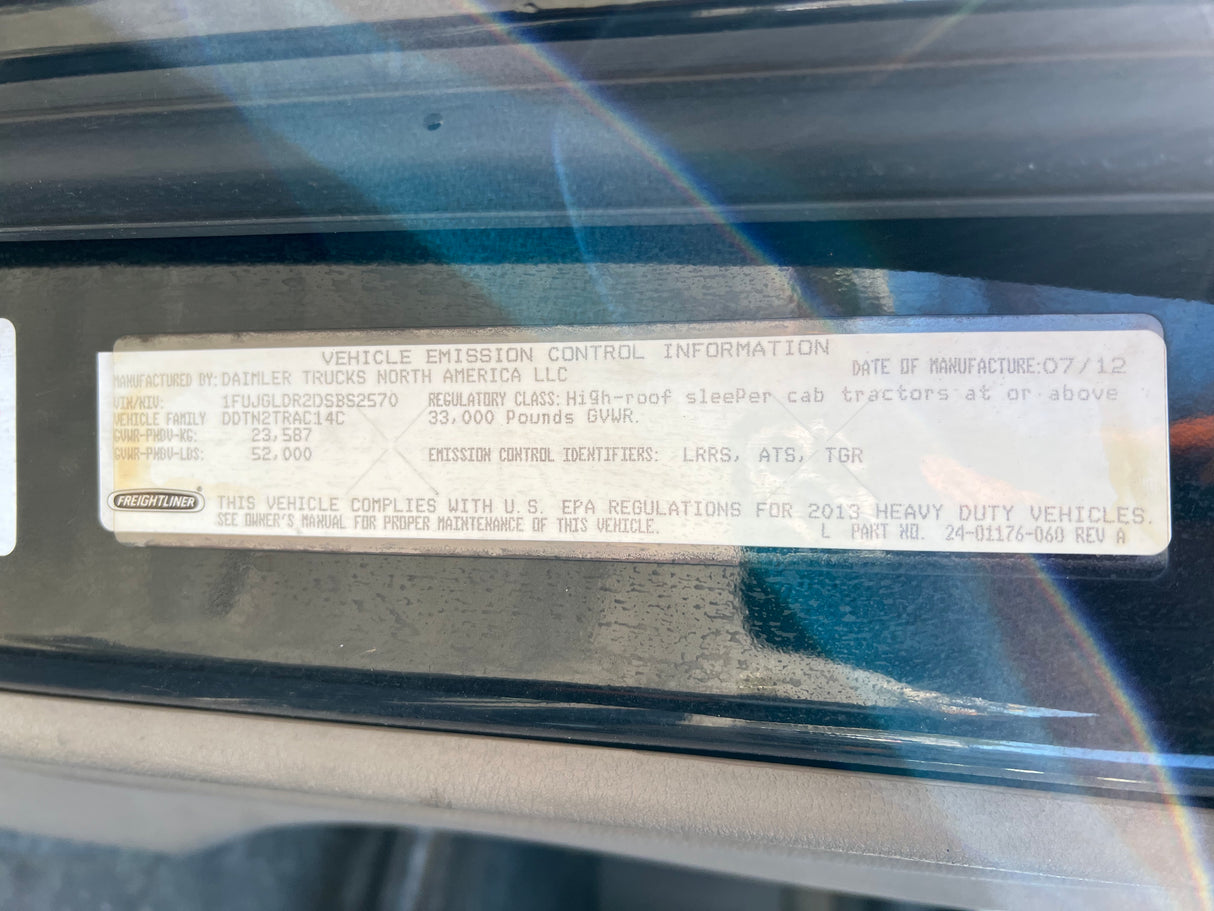 VEHICLE EMISSION CONTROL INFORMATION
DATE OF MANUFACTURE: 07/12
MANUFACTURED BY: DAIMLER TRUCKS NORTH AMERICA LLC
VIN/NIV: 1FUJGLDR2DSBS2570 REGULATORY CLASS: High-roof sleePer cab tractors at or above
VEHICLE FAMILY DDTN2TRAC14C 33,000 Pounds GVWR.
GVWR-PNBV-KG: 23,587
GVWR-PNBV-LBS: 52,000 EMISSION CONTROL IDENTIFIERS: LRRS, ATS, TGR
FREIGHTLINER THIS VEHICLE COMPLIES WITH U.S. EPA REGULATIONS FOR 2013 HEAVY DUTY VEHICLES.
SEE OWNER'S MANUAL FOR PROPER MAINTENANCE OF THIS VEHICLE. L PART NO. 24-01176-060 REV A